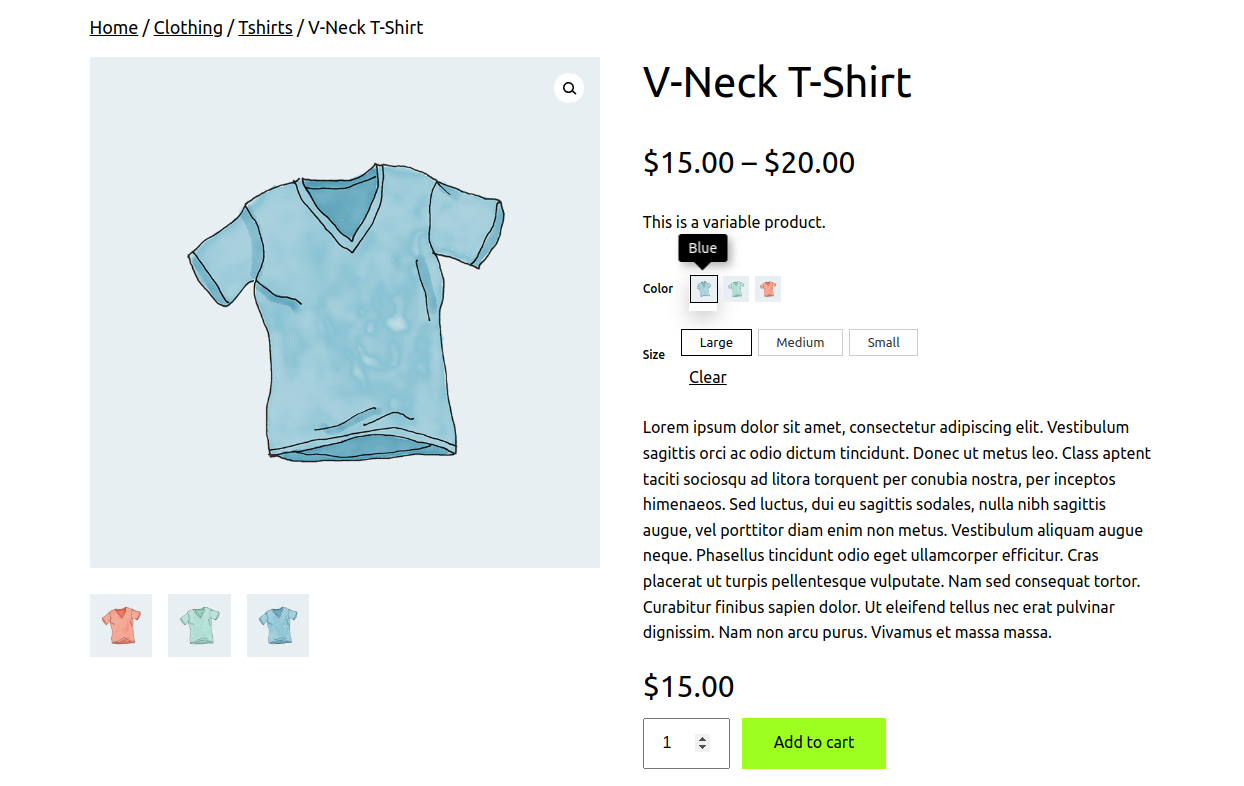 Home / Clothing / Tshirts / V-Neck T-Shirt
V-Neck T-Shirt
$15.00 – $20.00
This is a variable product.
Blue
Color
Size
Large
Medium
Small
Clear
Lorem ipsum dolor sit amet, consectetur adipiscing elit. Vestibulum
sagittis orci ac odio dictum tincidunt. Donec ut metus leo. Class aptent
taciti sociosqu ad litora torquent per conubia nostra, per inceptos
himenaeos. Sed luctus, dui eu sagittis sodales, nulla nibh sagittis
augue, vel porttitor diam enim non metus. Vestibulum aliquam augue
neque. Phasellus tincidunt odio eget ullamcorper efficitur. Cras
placerat ut turpis pellentesque vulputate. Nam sed consequat tortor.
Curabitur finibus sapien dolor. Ut eleifend tellus nec erat pulvinar
dignissim. Nam non arcu purus. Vivamus et massa massa.
$15.00
1
Add to cart